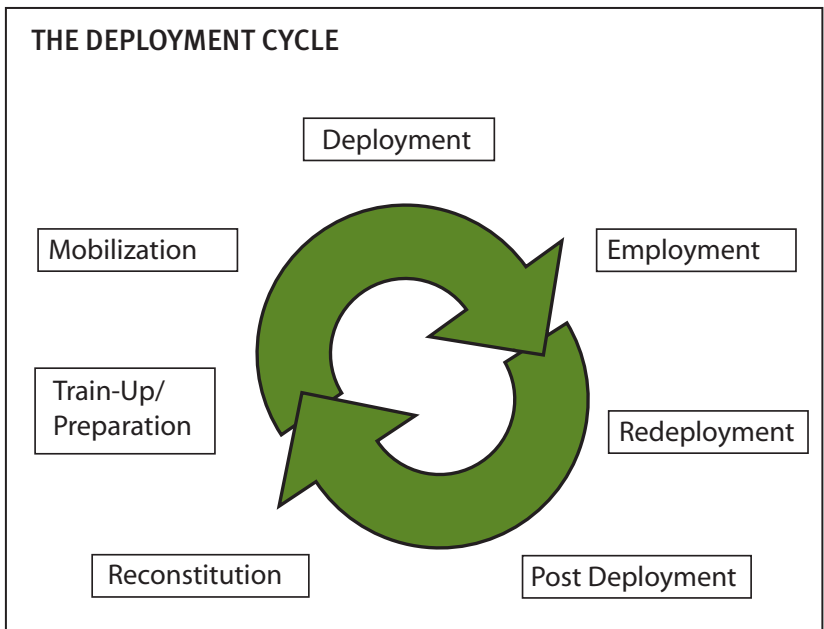 THE DEPLOYMENT CYCLE
Deployment
Mobilization
Employment
Train-Up/
Preparation
Redeployment
Reconstitution
Post Deployment